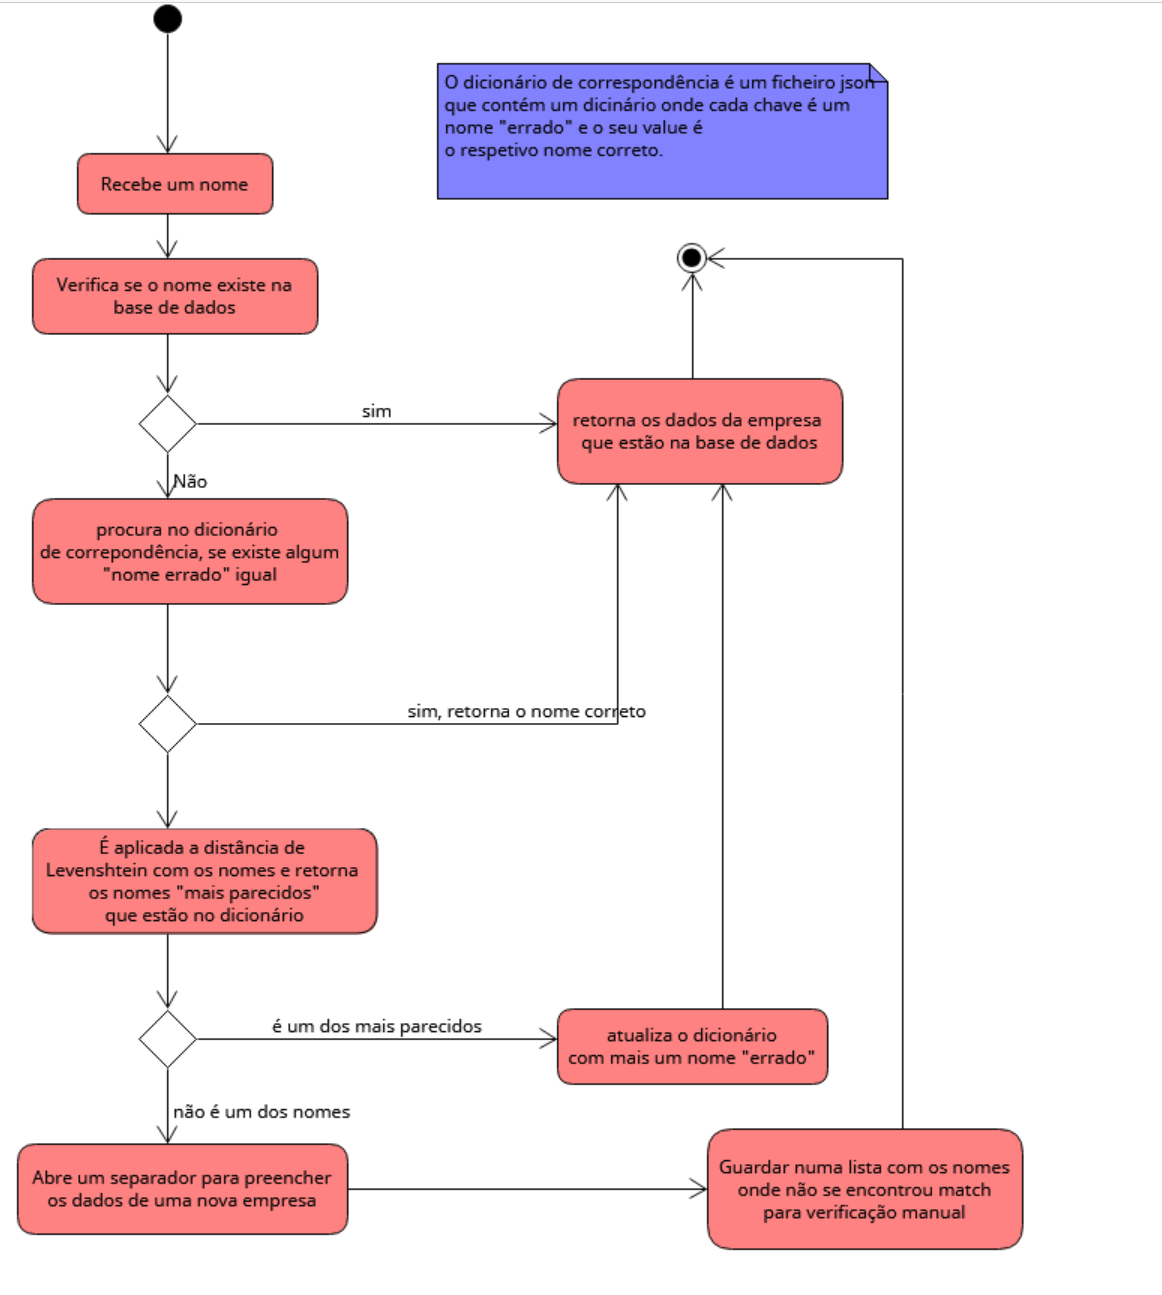 O dicionário de correspondência é um ficheiro json
que contém um dicinário onde cada chave é um
nome "errado" e o seu value é
o respetivo nome correto.
Recebe um nome
Verifica se o nome existe na
base de dados
sim
retorna os dados da empresa
que estão na base de dados
Não
procura no dicionário
de correpondência, se existe algum
"nome errado" igual
sim, retorna o nome correto
É aplicada a distância de
Levenshtein com os nomes e retorna
os nomes "mais parecidos"
que estão no dicionário
é um dos mais parecidos
atualiza o dicionário
com mais um nome "errado"
não é um dos nomes
Abre um separador para preencher
os dados de uma nova empresa
Guardar numa lista com os nomes
onde não se encontrou match
para verificação manual